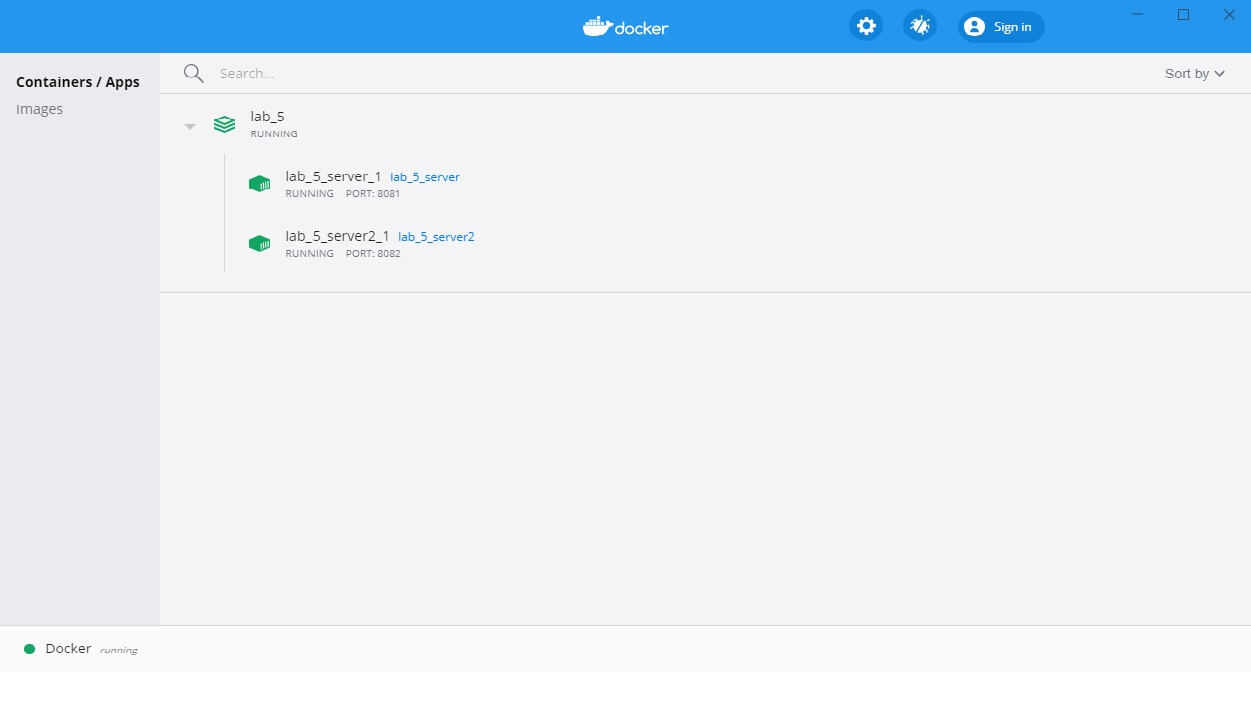 docker
Sign in
Containers / Apps
Images
Search...
Sort by
lab_5
RUNNING
lab_5_server_1 lab_5_server
RUNNING PORT: 8081
lab_5_server2_1 lab_5_server2
RUNNING PORT: 8082
Docker running